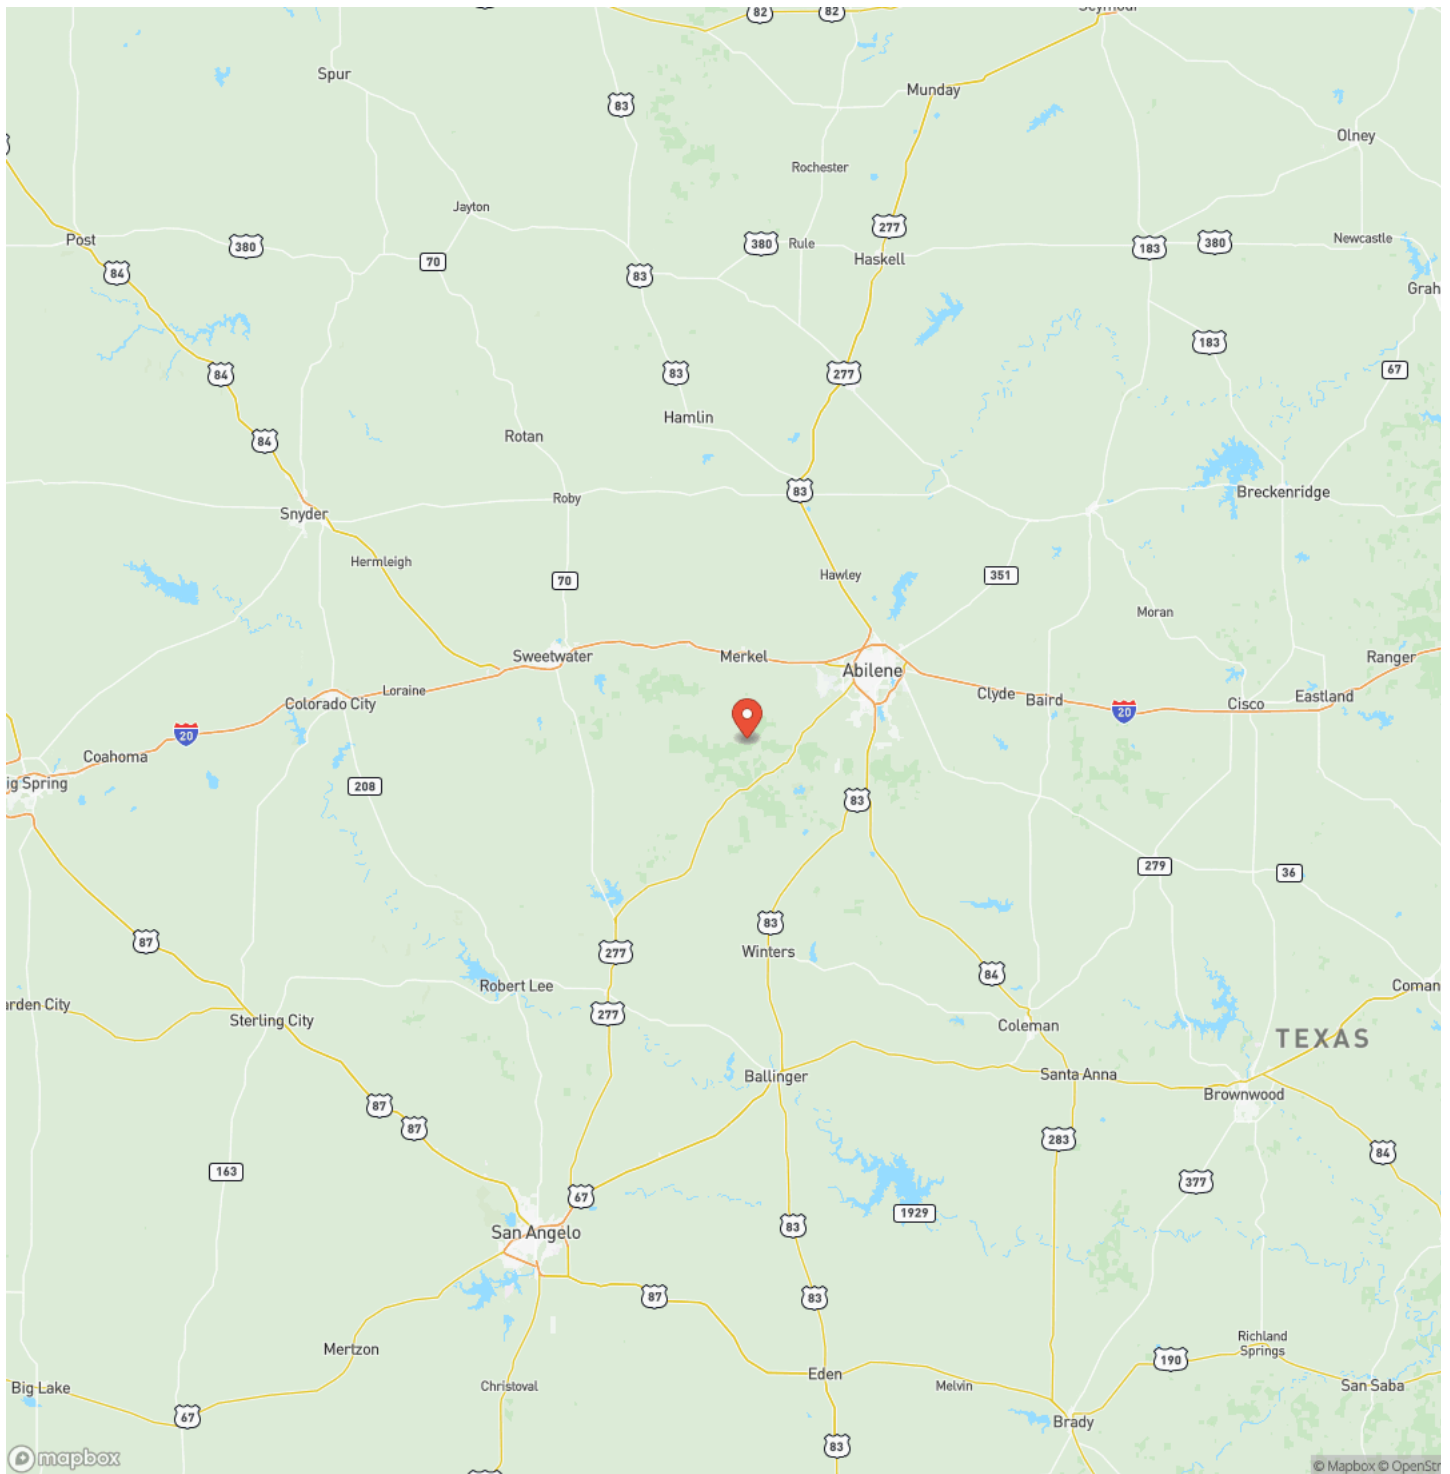 82
82
Seymour
Spur
83
Munday
Olney
Rochester
Jayton
277
Post
380
380
Rule
183
380
Newcastle
Haskell
70
84
83
Grah
183
84
83
277
67
Hamlin
84
Rotan
Breckenridge
83
Roby
Snyder
Hermleigh
70
Hawley
351
Moran
Sweetwater
Merkel
Abilene
Ranger
Loraine
Colorado City
Clyde
Baird
Cisco
Eastland
20
20
Coahoma
ig Spring
208
83
279
36
87
83
277
Winters
84
Robert Lee
Coman
arden City
277
Sterling City
Coleman
TEXAS
Ballinger
Santa Anna
Brownwood
87
87
283
84
163
377
67
1929
San Angelo
83
87
83
Richland
Springs
Mertzon
190
Eden
Big Lake
Christoval
Melvin
San Saba
67
Brady
83
mapbox
© Mapbox © OpenStr